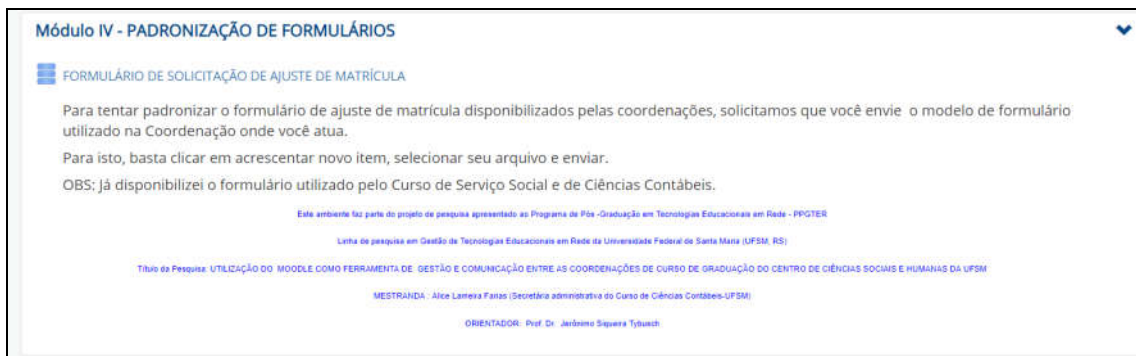 Módulo IV - PADRONIZAÇÃO DE FORMULÁRIOS
FORMULÁRIO DE SOLICITAÇÃO DE AJUSTE DE MATRÍCULA
Para tentar padronizar o formulário de ajuste de matrícula disponibilizados pelas coordenações, solicitamos que você envie o modelo de formulário
utilizado na Coordenação onde você atua.
Para isto, basta clicar em acrescentar novo item, selecionar seu arquivo e enviar.
OBS: Já disponibilizei o formulário utilizado pelo Curso de Serviço Social e de Ciências Contábeis.
Este ambiente faz parte do projeto de pesquisa apresentado ao Programa de Pós -Graduação em Tecnologias Educacionais em Rede - PPGTER
Linha de pesquisa em Gestão de Tecnologias Educacionais em Rede da Universidade Federal de Santa Maria (UFSM, RS)
Título da Pesquisa: UTILIZAÇÃO DO MOODLE COMO FERRAMENTA DE GESTÃO E COMUNICAÇÃO ENTRE AS COORDENAÇÕES DE CURSO DE GRADUAÇÃO DO CENTRO DE CIÊNCIAS SOCIAIS E HUMANAS DA UFSM
MESTRANDA : Alice Lameira Farias (Secretária administrativa do Curso de Ciências Contábeis-UFSM)
ORIENTADOR: Prof. Dr. Jerônimo Siqueira Tybusch